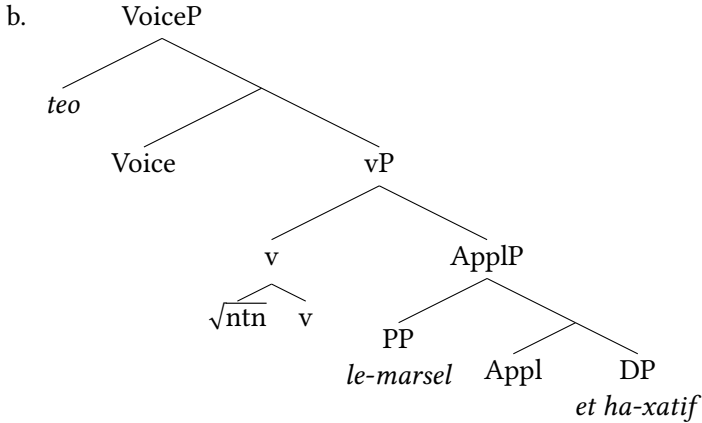 b. VoiceP
teo
Voice vP
v ApplP
√ntn v
PP
le-marsel Appl DP
et ha-xatif